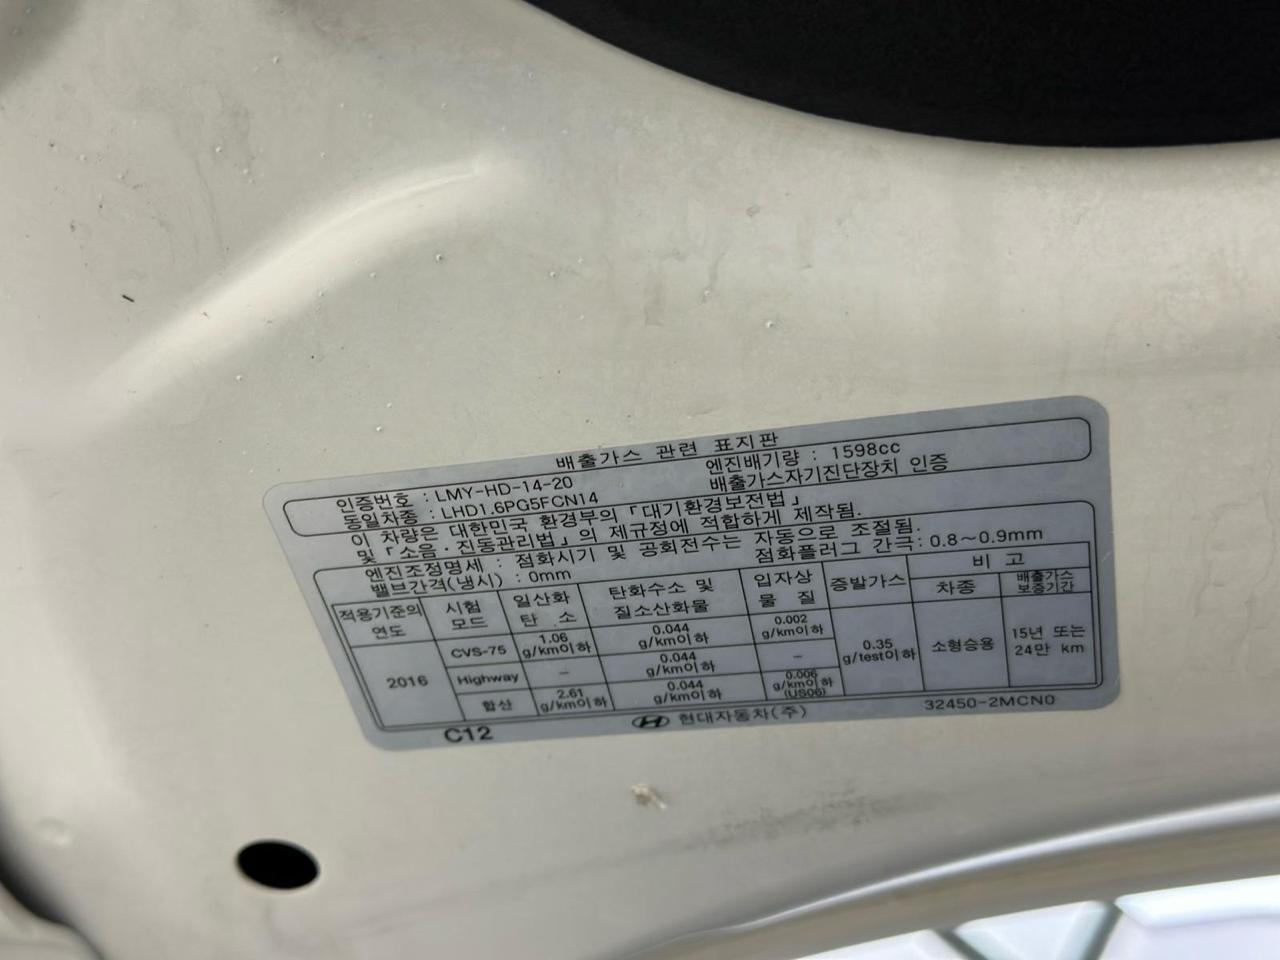 배출가스 관련 표지판
인증번호 : LMY-HD-14-20 엔진배기량 : 1598cc
동일차종 : LHD1.6PG5FCN14 배출가스자기진단장치 인증
이 차량은 대한민국 환경부의 「대기환경보전법」
및 「소음·진동관리법」의 제규정에 적합하게 제작됨.
엔진조정명세 : 점화시기 및 공회전수는 자동으로 조절됨.
밸브간격(냉시) : 0mm 점화플러그 간극: 0.8~0.9mm
적용기준의 연도 시험 모드 일산화 탄소 탄화수소 및 질소산화물 입자상 물질 증발가스 비고
차종 배출가스 보증기간
2016 CVS-75 1.06 g/km이하 0.044 g/km이하 0.002 g/km이하 0.35 g/test이하 소형승용 15년 또는 24만 km
Highway - 0.044 g/km이하 -
합산 2.61 g/km이하 0.044 g/km이하 0.006 g/km이하 (US06)
C12 현대자동차(주) 32450-2MCN0